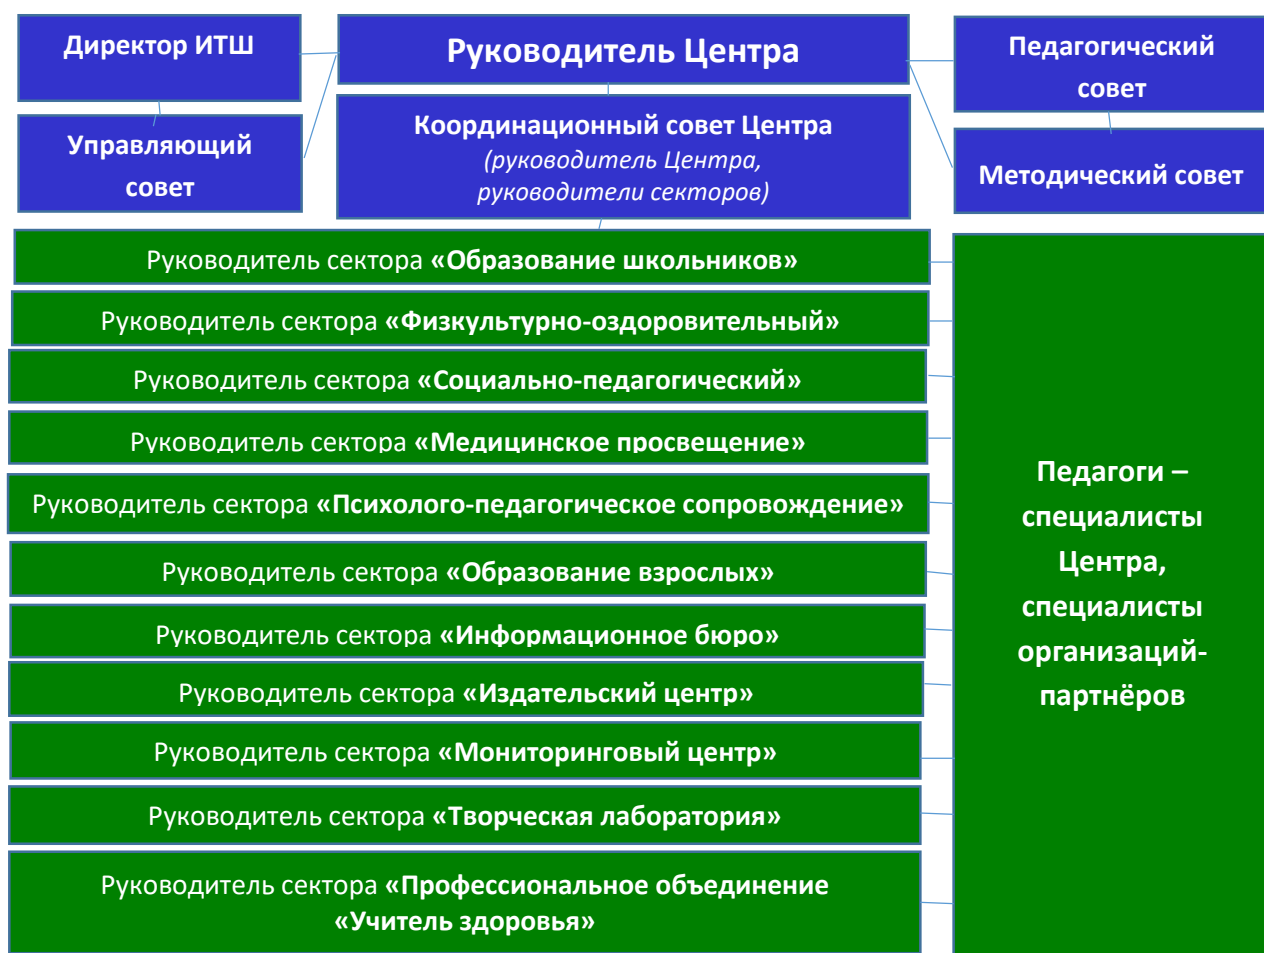 Директор ИТШ
Руководитель Центра
Педагогический
совет
Управляющий
совет
Координационный совет Центра
(руководитель Центра,
руководители секторов)
Методический совет
Руководитель сектора «Образование школьников»
Руководитель сектора «Физкультурно-оздоровительный»
Руководитель сектора «Социально-педагогический»
Руководитель сектора «Медицинское просвещение»
Руководитель сектора «Психолого-педагогическое сопровождение»
Руководитель сектора «Образование взрослых»
Руководитель сектора «Информационное бюро»
Руководитель сектора «Издательский центр»
Руководитель сектора «Мониторинговый центр»
Руководитель сектора «Творческая лаборатория»
Руководитель сектора «Профессиональное объединение
«Учитель здоровья»
Педагоги –
специалисты
Центра,
специалисты
организаций-
партнёров